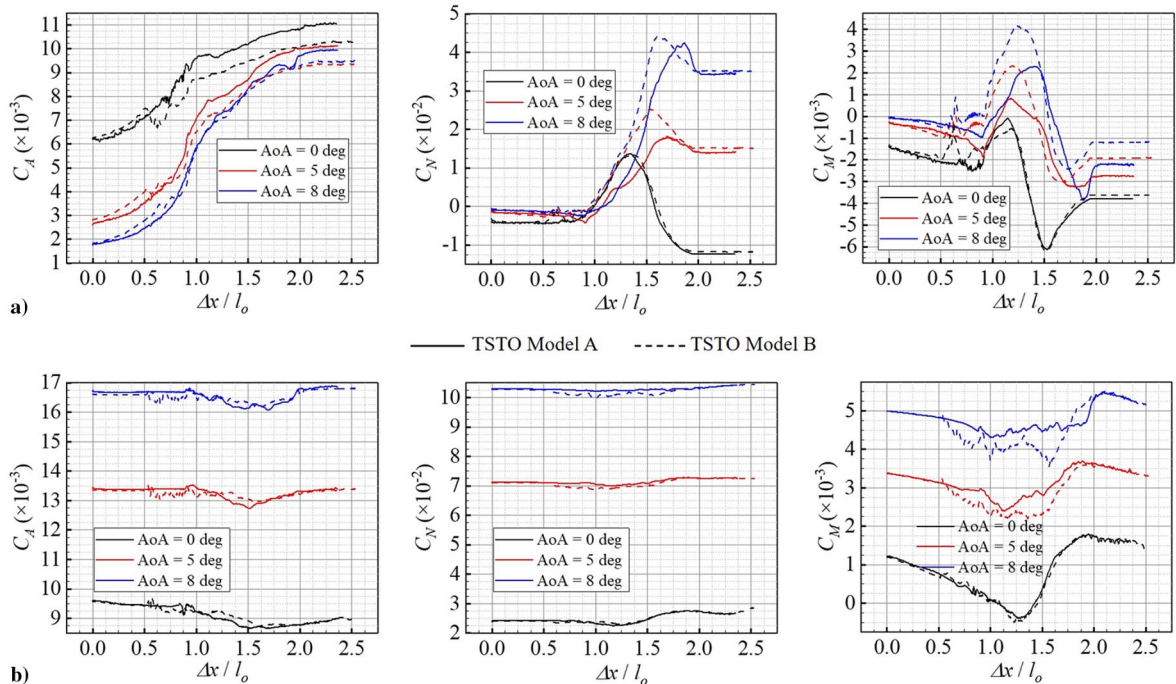 a)
C_A (×10⁻³)
11
10
9
8
7
6
5
4
3
2
1
0.0 0.5 1.0 1.5 2.0 2.5
Δx / l_o
AoA = 0 deg
AoA = 5 deg
AoA = 8 deg
C_N (×10⁻²)
5
4
3
2
1
0
-1
0.0 0.5 1.0 1.5 2.0 2.5
Δx / l_o
AoA = 0 deg
AoA = 5 deg
AoA = 8 deg
C_M (×10⁻³)
4
3
2
1
0
-1
-2
-3
-4
-5
-6
0.0 0.5 1.0 1.5 2.0 2.5
Δx / l_o
AoA = 0 deg
AoA = 5 deg
AoA = 8 deg
TSTO Model A TSTO Model B
b)
C_A (×10⁻³)
17
16
15
14
13
12
11
10
9
0.0 0.5 1.0 1.5 2.0 2.5
Δx / l_o
AoA = 0 deg
AoA = 5 deg
AoA = 8 deg
C_N (×10⁻²)
10
9
8
7
6
5
4
3
2
0.0 0.5 1.0 1.5 2.0 2.5
Δx / l_o
AoA = 0 deg
AoA = 5 deg
AoA = 8 deg
C_M (×10⁻³)
5
4
3
2
1
0
0.0 0.5 1.0 1.5 2.0 2.5
Δx / l_o
AoA = 0 deg
AoA = 5 deg
AoA = 8 deg